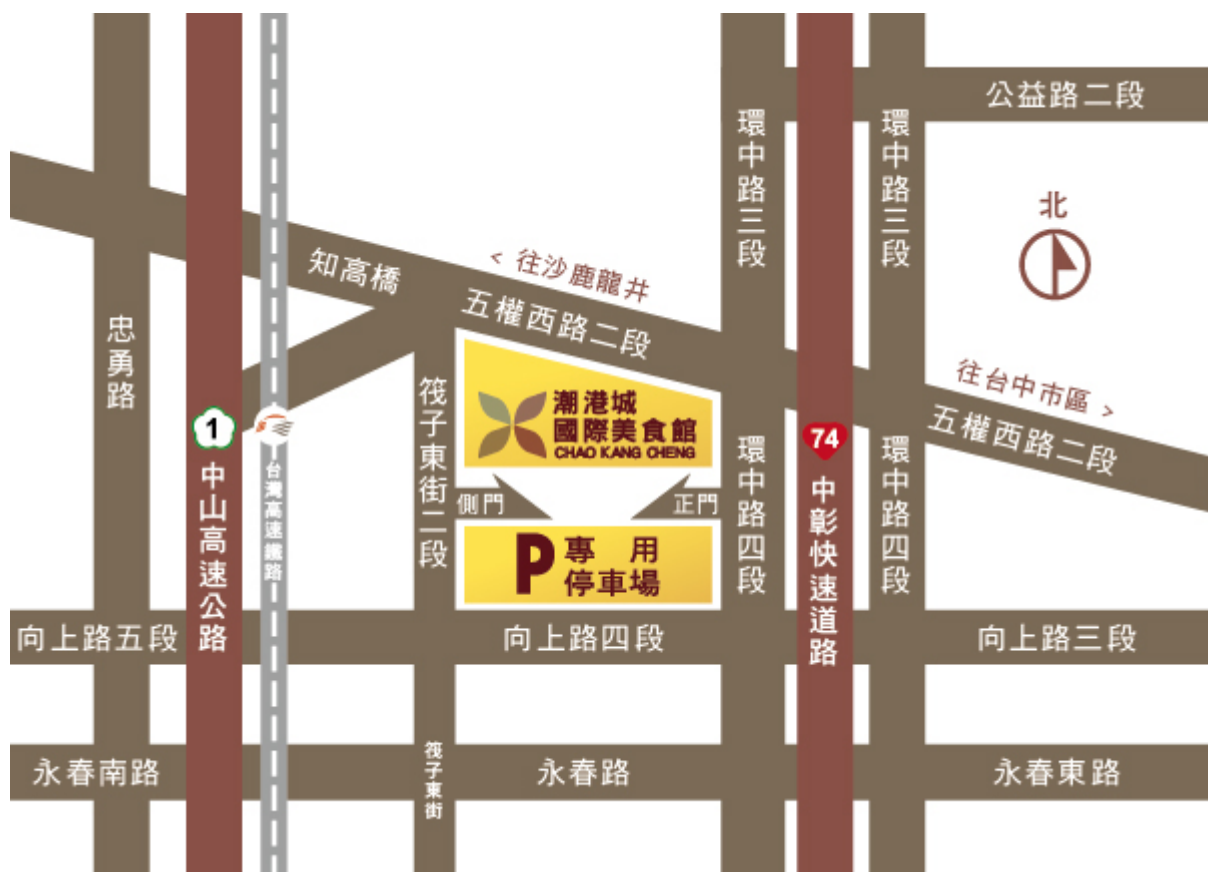 公益路二段
環中路三段
環中路三段
北
< 往沙鹿龍井
知高橋
五權西路二段
忠勇路
往台中市區 >
五權西路二段
筏子東街二段
潮港城
國際美食館
CHAO KANG CHENG
1
中山高速公路
台灣高速鐵路
74
中彰快速道路
環中路四段
環中路四段
側門
正門
P 專用
停車場
向上路五段
向上路四段
向上路三段
永春南路
筏子東街
永春路
永春東路